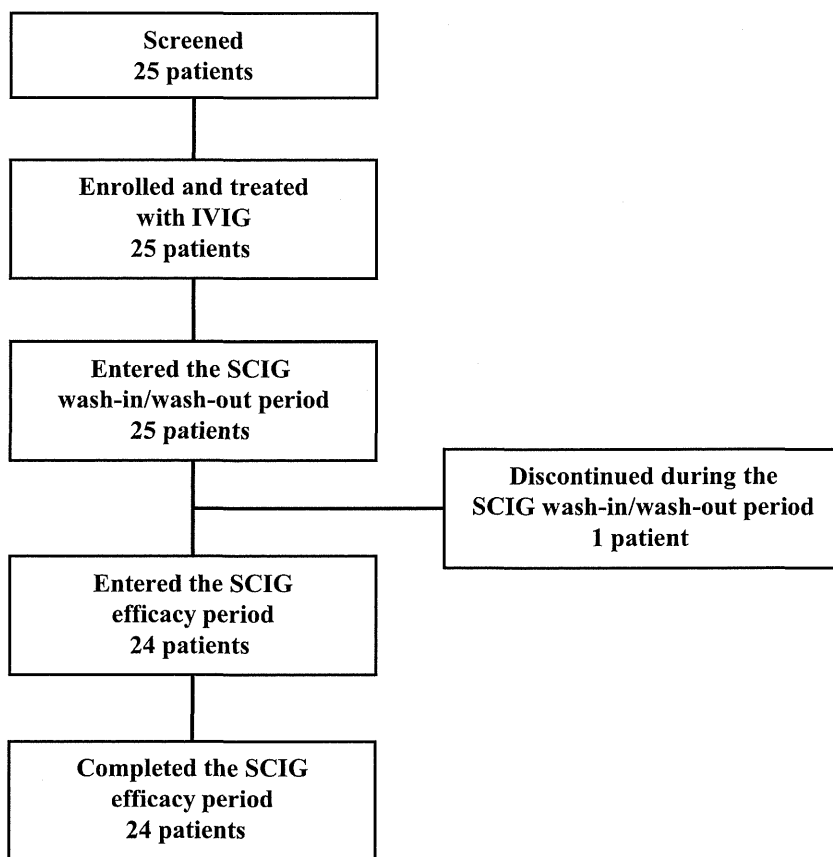 Screened
25 patients
Enrolled and treated
with IVIG
25 patients
Entered the SCIG
wash-in/wash-out period
25 patients
Discontinued during the
SCIG wash-in/wash-out period
1 patient
Entered the SCIG
efficacy period
24 patients
Completed the SCIG
efficacy period
24 patients